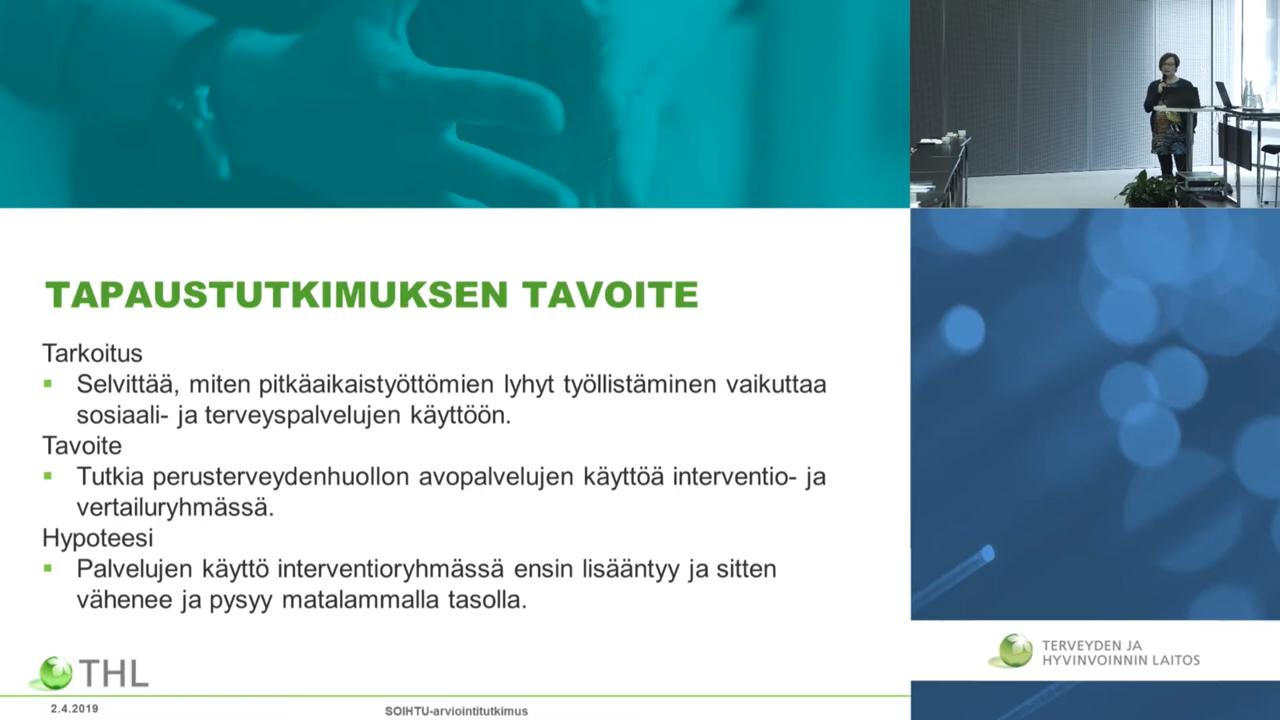 TAPAUSTUTKIMUKSEN TAVOITE
Tarkoitus
▪ Selvittää, miten pitkäaikaistyöttömien lyhyt työllistäminen vaikuttaa
sosiaali- ja terveyspalvelujen käyttöön.
Tavoite
▪ Tutkia perusterveydenhuollon avopalvelujen käyttöä interventio- ja
vertailuryhmässä.
Hypoteesi
▪ Palvelujen käyttö interventioryhmässä ensin lisääntyy ja sitten
vähenee ja pysyy matalammalla tasolla.
THL
2.4.2019
SOIHTU-arviointitutkimus
TERVEYDEN JA
HYVINVOINNIN LAITOS